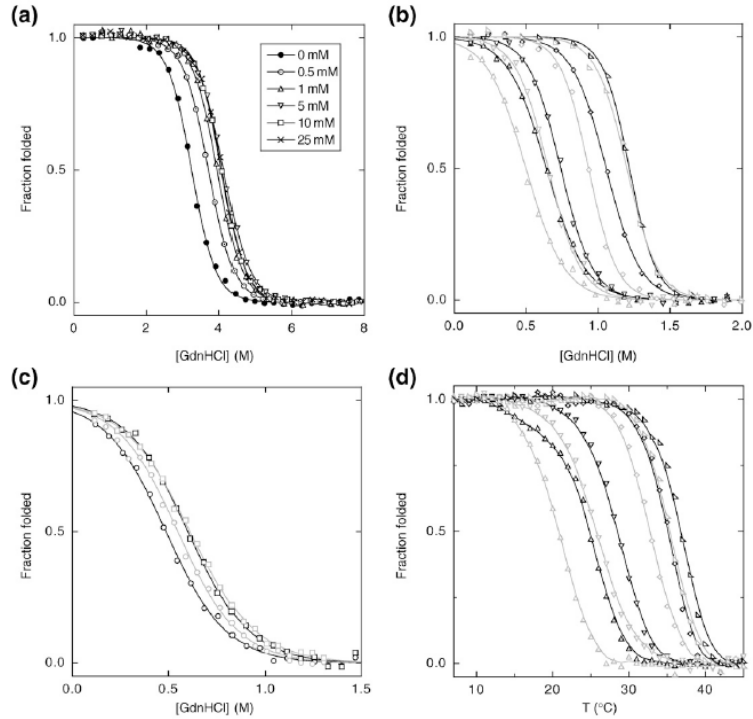 (a)
1.0
0.5
0.0
Fraction folded
0 mM
0.5 mM
1 mM
5 mM
10 mM
25 mM
0 2 4 6 8
[GdnHCl] (M)
(b)
1.0
0.5
0.0
Fraction folded
0.0 0.5 1.0 1.5 2.0
[GdnHCl] (M)
(c)
1.0
0.5
0.0
Fraction folded
0.0 0.5 1.0 1.5
[GdnHCl] (M)
(d)
1.0
0.5
0.0
Fraction folded
10 20 30 40
T (°C)